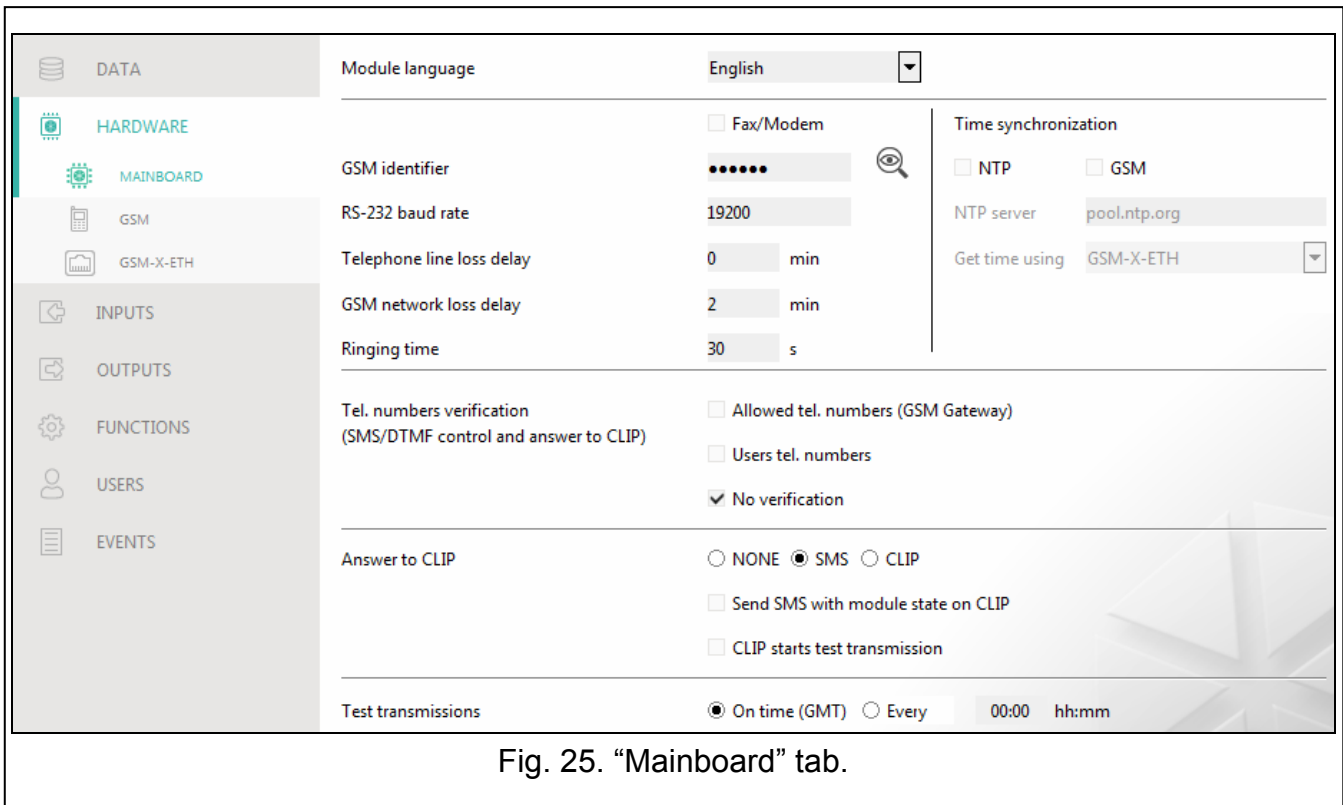 DATA
HARDWARE
MAINBOARD
GSM
GSM-X-ETH
INPUTS
OUTPUTS
FUNCTIONS
USERS
EVENTS
Module language English
Fax/Modem
GSM identifier ••••••
RS-232 baud rate 19200
Telephone line loss delay 0 min
GSM network loss delay 2 min
Ringing time 30 s
Time synchronization
NTP GSM
NTP server pool.ntp.org
Get time using GSM-X-ETH
Tel. numbers verification
(SMS/DTMF control and answer to CLIP)
Allowed tel. numbers (GSM Gateway)
Users tel. numbers
No verification
Answer to CLIP NONE SMS CLIP
Send SMS with module state on CLIP
CLIP starts test transmission
Test transmissions On time (GMT) Every 00:00 hh:mm
Fig. 25. “Mainboard” tab.